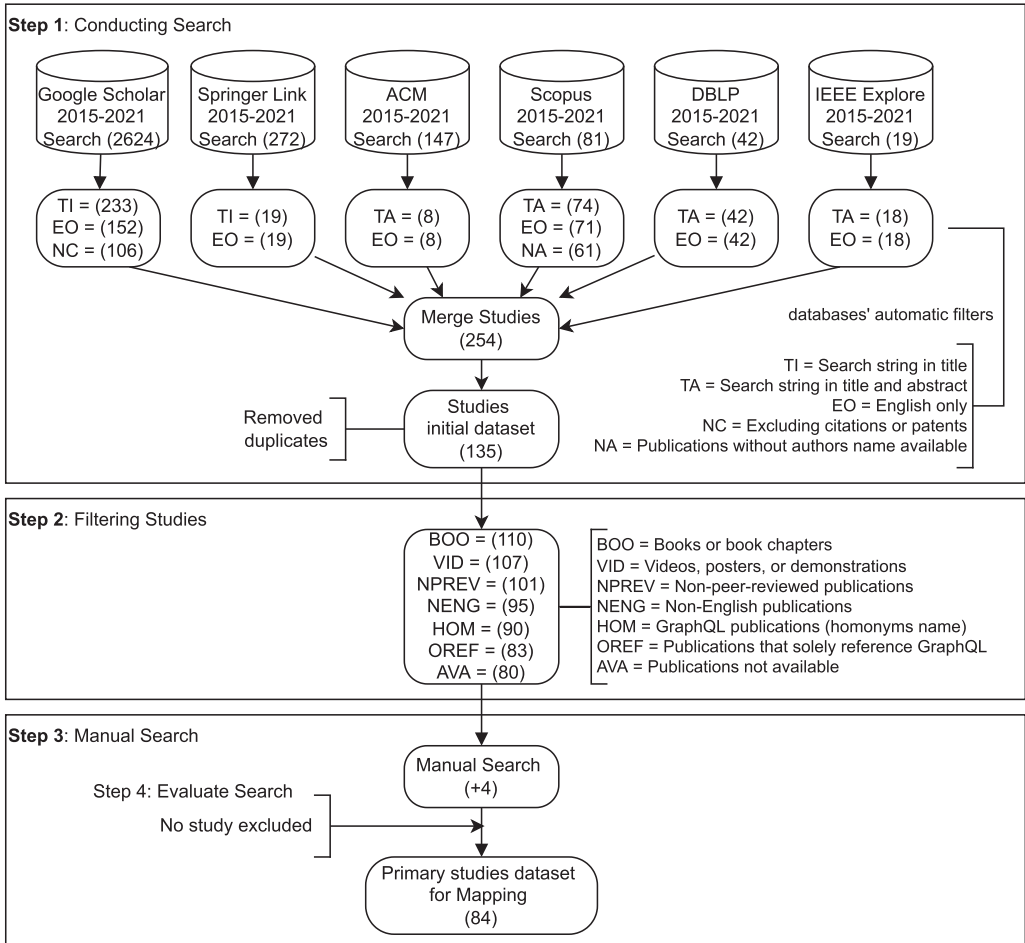 Step 1: Conducting Search
Google Scholar
2015-2021
Search (2624)
Springer Link
2015-2021
Search (272)
ACM
2015-2021
Search (147)
Scopus
2015-2021
Search (81)
DBLP
2015-2021
Search (42)
IEEE Explore
2015-2021
Search (19)
TI = (233)
EO = (152)
NC = (106)
TI = (19)
EO = (19)
TA = (8)
EO = (8)
TA = (74)
EO = (71)
NA = (61)
TA = (42)
EO = (42)
TA = (18)
EO = (18)
Merge Studies
(254)
databases' automatic filters
TI = Search string in title
TA = Search string in title and abstract
EO = English only
NC = Excluding citations or patents
NA = Publications without authors name available
Removed
duplicates
Studies
initial dataset
(135)
Step 2: Filtering Studies
BOO = (110)
VID = (107)
NPREV = (101)
NENG = (95)
HOM = (90)
OREF = (83)
AVA = (80)
BOO = Books or book chapters
VID = Videos, posters, or demonstrations
NPREV = Non-peer-reviewed publications
NENG = Non-English publications
HOM = GraphQL publications (homonyms name)
OREF = Publications that solely reference GraphQL
AVA = Publications not available
Step 3: Manual Search
Manual Search
(+4)
Step 4: Evaluate Search
No study excluded
Primary studies dataset
for Mapping
(84)